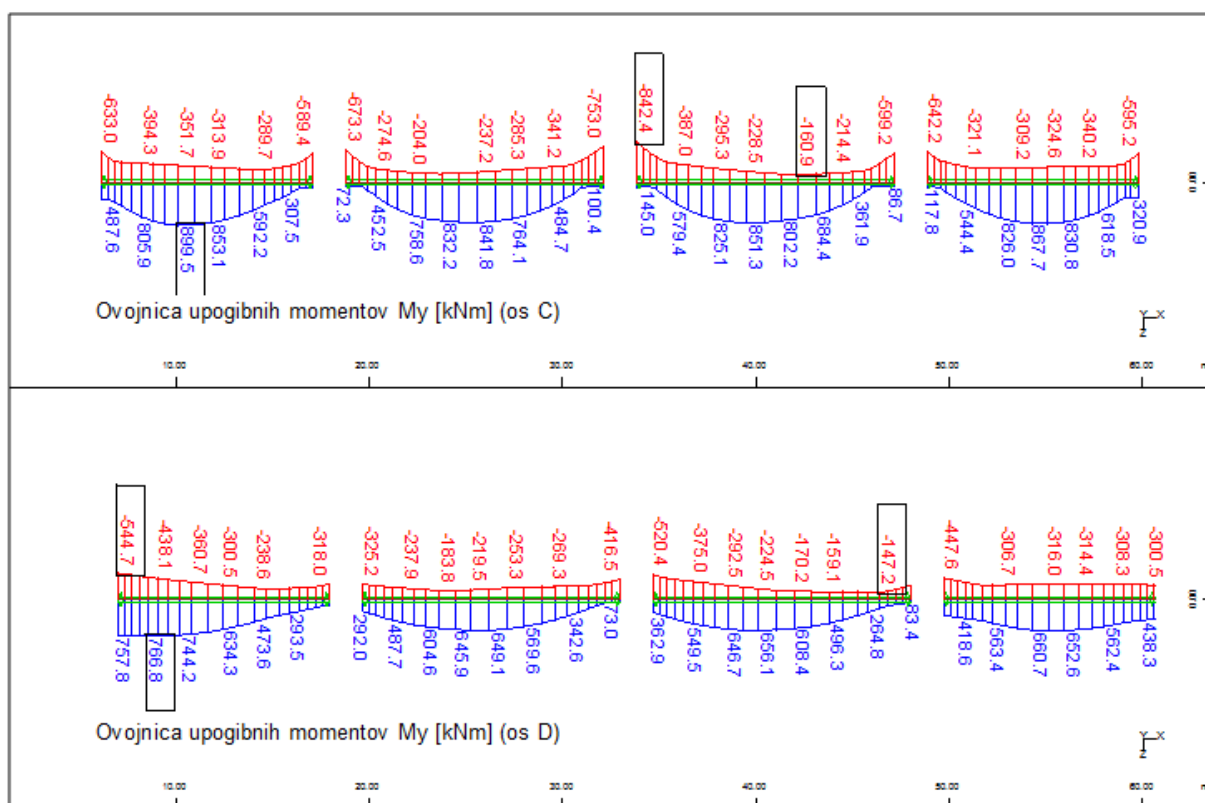 -633.0 -394.3 -351.7 -313.9 -289.7 -589.4 -673.3 -274.6 -204.0 -237.2 -285.3 -341.2 -753.0 -842.4 -387.0 -295.3 -228.5 -160.9 -214.4 -599.2 -642.2 -321.1 -309.2 -324.6 -340.2 -595.2
487.6 805.9 899.5 853.1 592.2 307.5 72.3 452.5 758.6 832.2 841.8 764.1 484.7 100.4 145.0 579.4 825.1 851.3 802.2 684.4 361.9 86.7 117.8 544.4 826.0 867.7 830.8 618.5 320.9
Ovojnica upogibnih momentov My [kNm] (os C)
Y X
Z
10.00 20.00 30.00 40.00 50.00 60.00
-544.7 -438.1 -360.7 -300.5 -238.6 -318.0 -325.2 -237.9 -183.8 -219.5 -253.3 -269.3 -416.5 -520.4 -375.0 -292.5 -224.5 -170.2 -159.1 -147.2 -447.6 -306.7 -316.0 -314.4 -308.3 -300.5
757.8 766.8 744.2 634.3 473.6 293.5 292.0 487.7 604.6 645.9 649.1 569.6 342.6 73.0 362.9 549.5 646.7 656.1 608.4 496.3 264.8 83.4 418.6 563.4 660.7 652.6 562.4 438.3
Ovojnica upogibnih momentov My [kNm] (os D)
Y X
Z
10.00 20.00 30.00 40.00 50.00 60.00